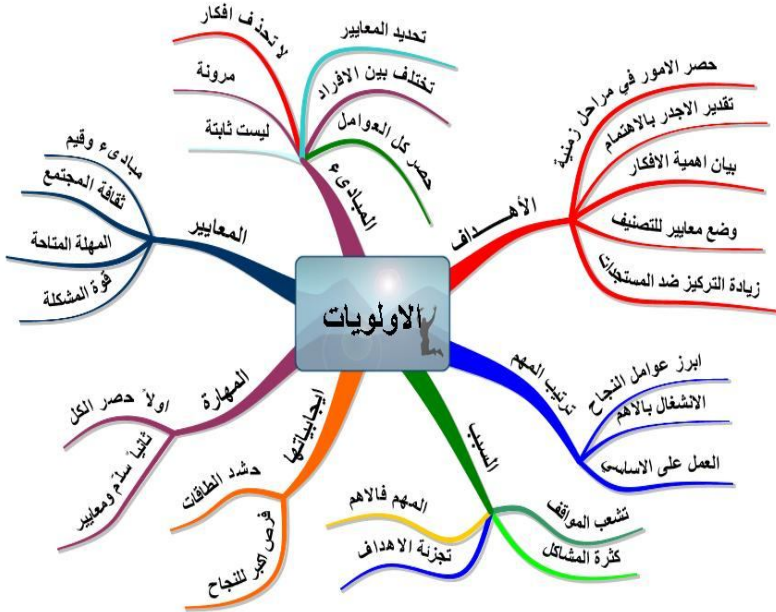 الاولويات
الأهـــداف
حصر الامور في مراحل زمنية
تقدير الاجدر بالاهتمام
بيان اهمية الافكار
وضع معايير للتصنيف
زيادة التركيز ضد المستجدات
ترتيب المهم
ابرز عوامل النجاح
الانشغال بالاهم
العمل على الاساسي
السبب
تشعب المواقف
كثرة المشاكل
المهم فالاهم
تجزئة الاهداف
ايجابياتها
حشد الطاقات
فرص اكبر للنجاح
المهارة
اولاً حصر الكل
ثانياً سلّم ومعايير
المعايير
مبادىء وقيم
ثقافة المجتمع
المهلة المتاحة
قوة المشكلة
المبادىء
لا تحذف افكار
مرونة
ليست ثابتة
تحديد المعايير
تختلف بين الافراد
حصر كل العوامل